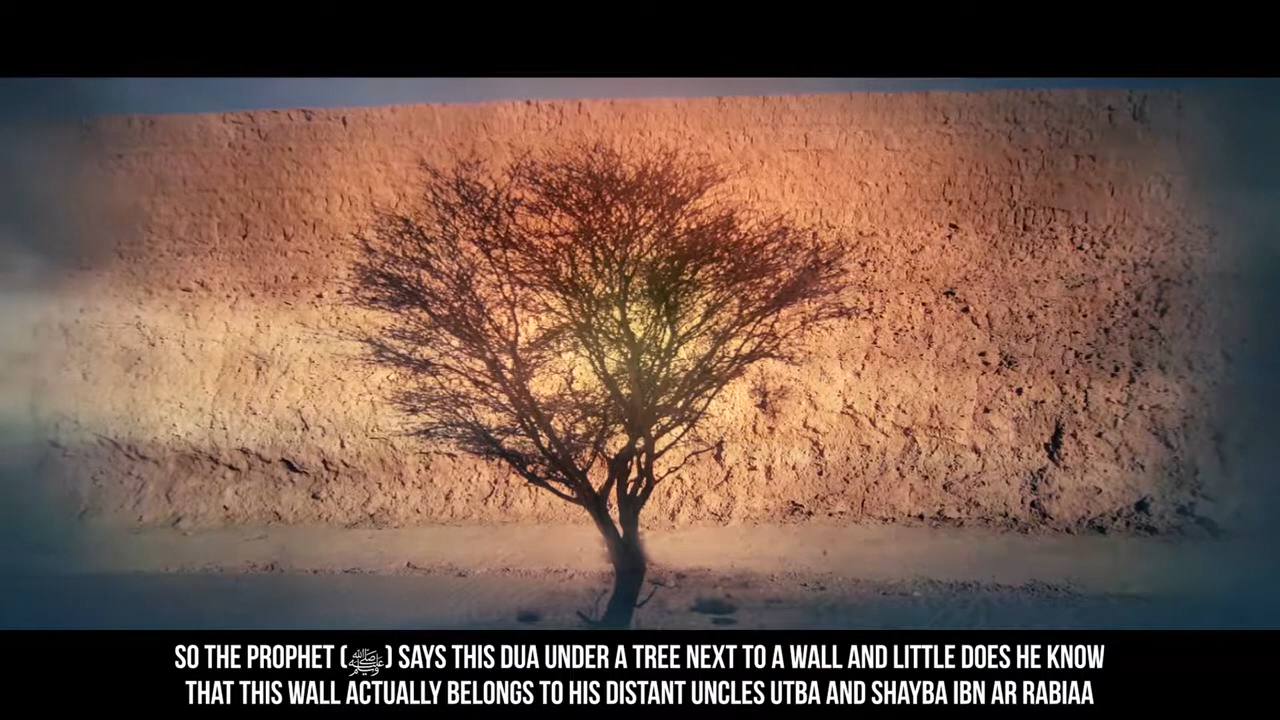 SO THE PROPHET (ﷺ) SAYS THIS DUA UNDER A TREE NEXT TO A WALL AND LITTLE DOES HE KNOW
THAT THIS WALL ACTUALLY BELONGS TO HIS DISTANT UNCLES UTBA AND SHAYBA IBN AR RABIAA